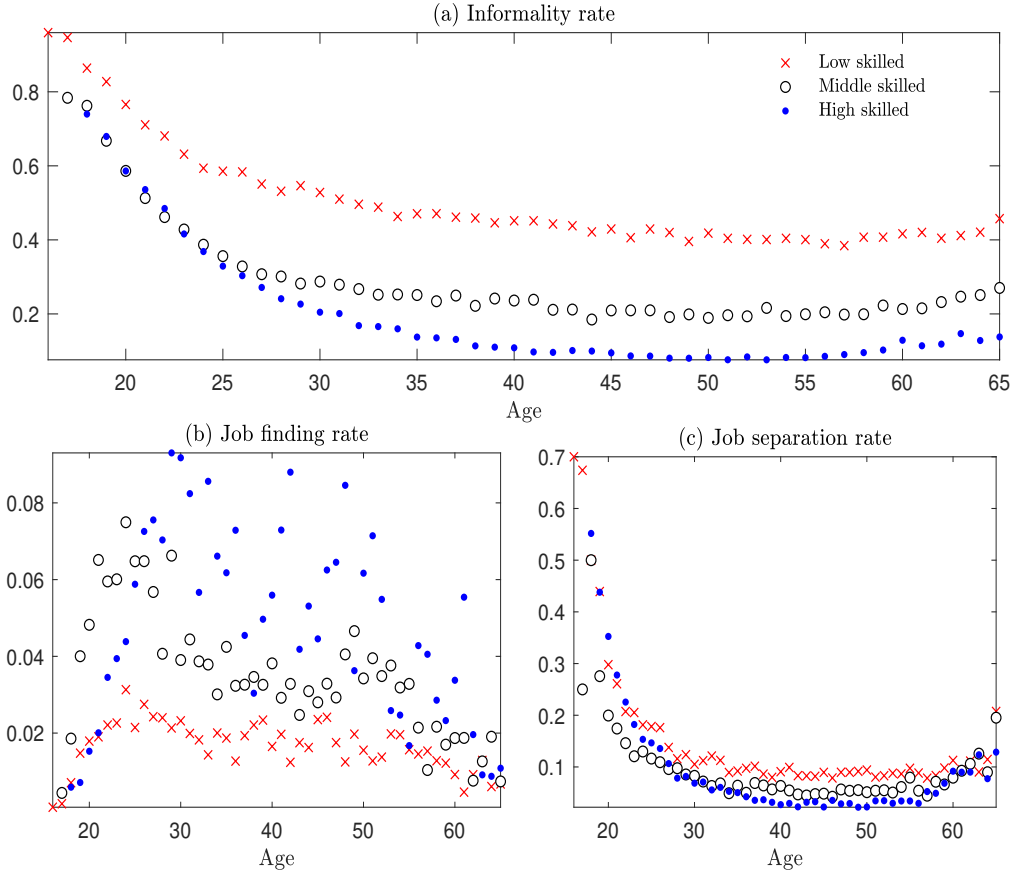 (a) Informality rate
Low skilled
Middle skilled
High skilled
0.8
0.6
0.4
0.2
20 25 30 35 40 45 50 55 60 65
Age
(b) Job finding rate
0.08
0.06
0.04
0.02
20 30 40 50 60
Age
(c) Job separation rate
0.7
0.6
0.5
0.4
0.3
0.2
0.1
20 30 40 50 60
Age